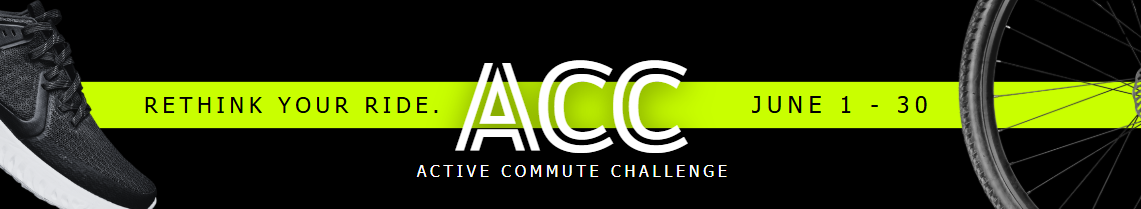 RETHINK YOUR RIDE.
ACC
JUNE 1 - 30
ACTIVE COMMUTE CHALLENGE